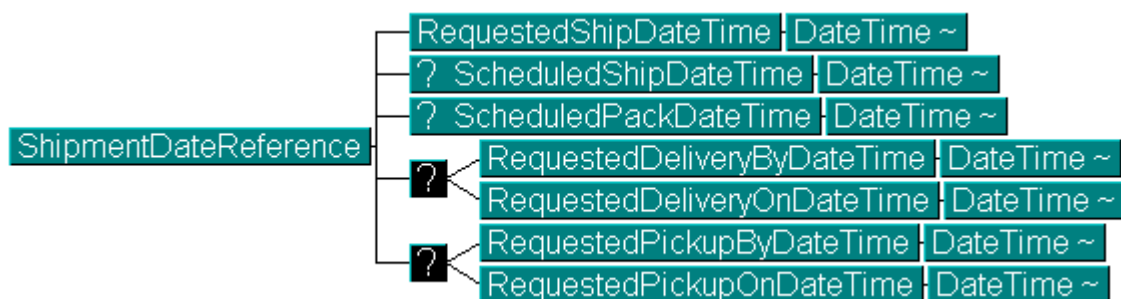 RequestedShipDateTime DateTime ~
? ScheduledShipDateTime DateTime ~
? ScheduledPackDateTime DateTime ~
ShipmentDateReference
? RequestedDeliveryByDateTime DateTime ~
RequestedDeliveryOnDateTime DateTime ~
? RequestedPickupByDateTime DateTime ~
RequestedPickupOnDateTime DateTime ~